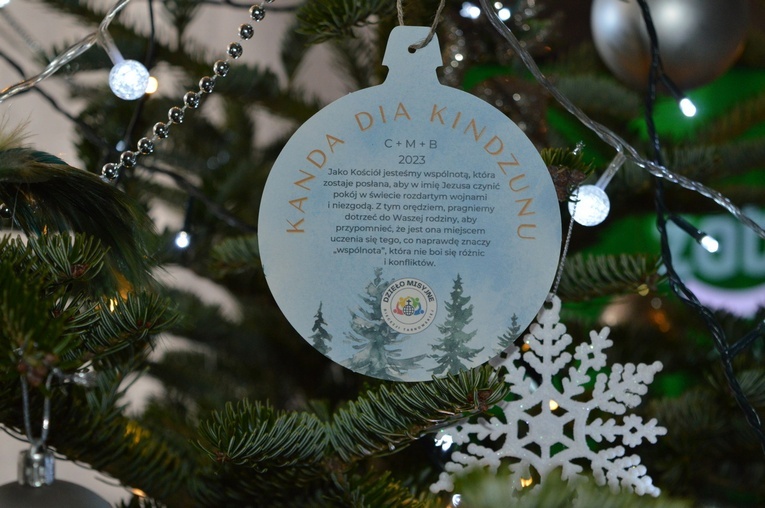 KANDA DIA KINDZUNU
C + M + B
2023
Jako Kościół jesteśmy wspólnotą, która
zostaje posłana, aby w imię Jezusa czynić
pokój w świecie rozdartym wojnami
i niezgodą. Z tym orędziem, pragniemy
dotrzeć do Waszej rodziny, aby
przypomnieć, że jest ona miejscem
uczenia się tego, co naprawdę znaczy
„wspólnota”, która nie boi się różnic
i konfliktów.
DZIEŁO MISYJNE
DIECEZJI TARNOWSKIEJ